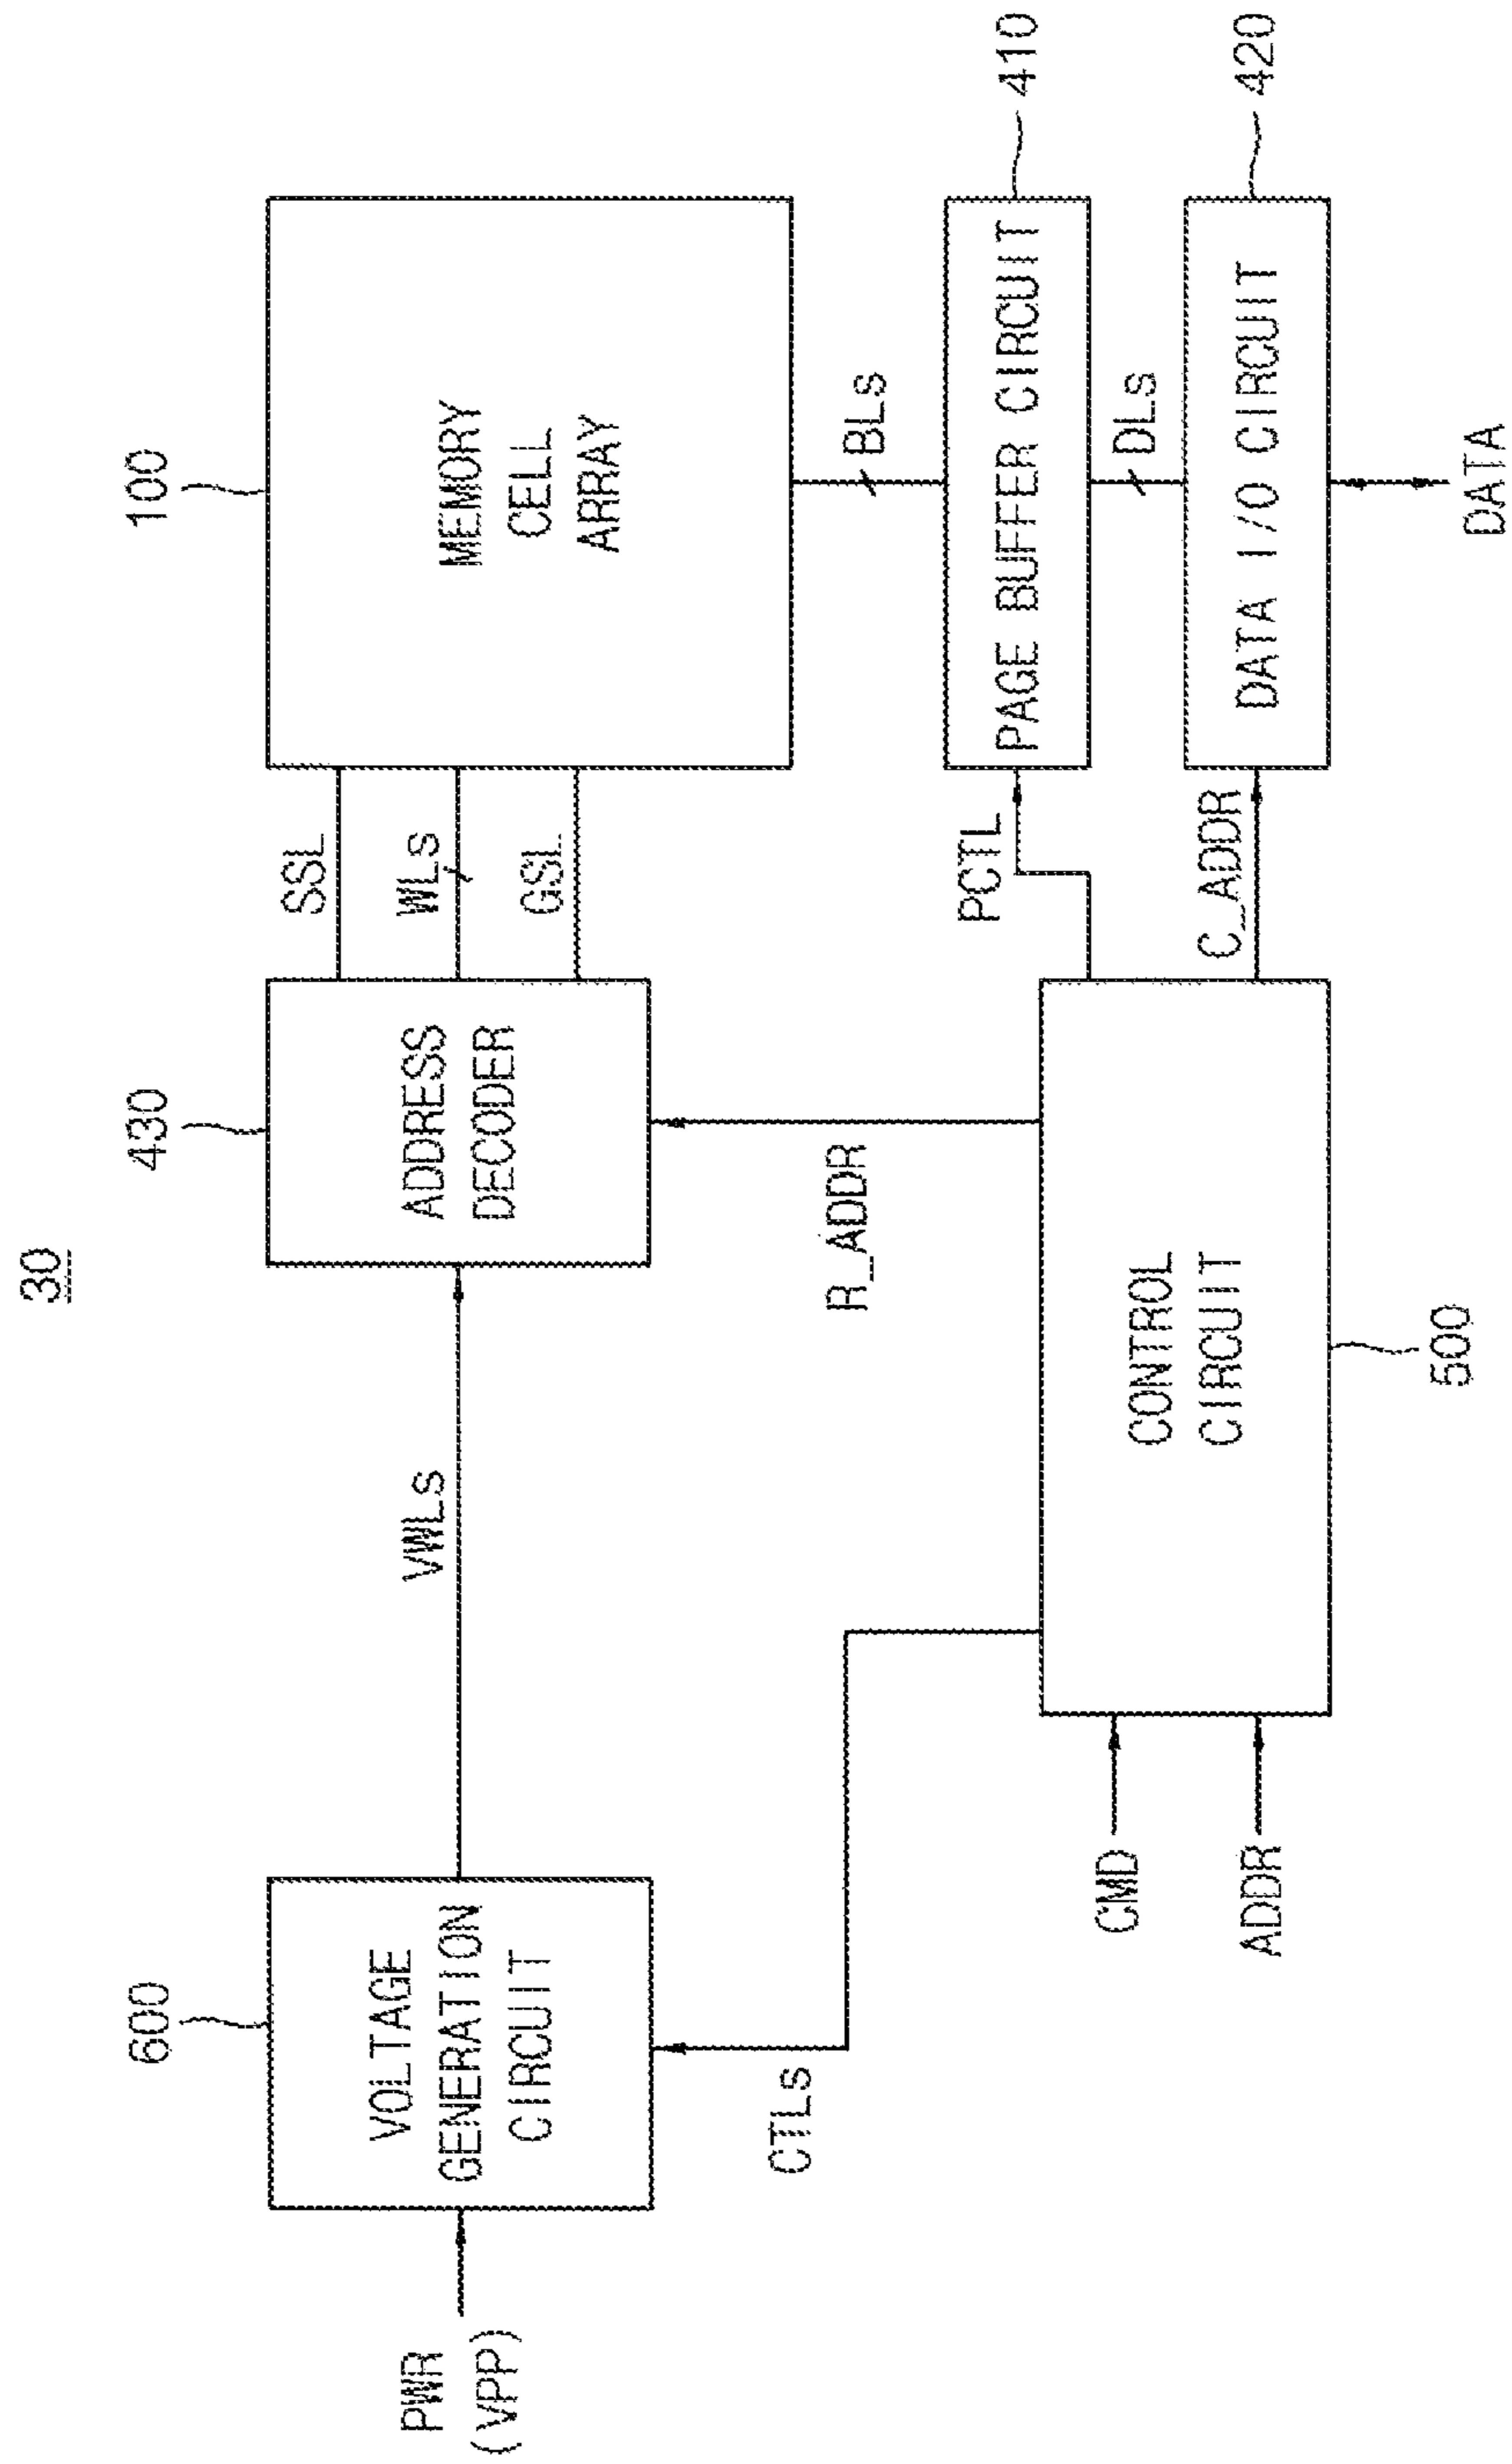 30
600
430
100
PWR
(VPP)
VOLTAGE
GENERATION
CIRCUIT
VWLs
ADDRESS
DECODER
SSL
WLs
GSL
MEMORY
CELL
ARRAY
CTLs
R_ADDR
BLs
CMD
ADDR
CONTROL
CIRCUIT
500
PCTL
C_ADDR
PAGE BUFFER CIRCUIT
410
DLs
DATA I/O CIRCUIT
420
DATA